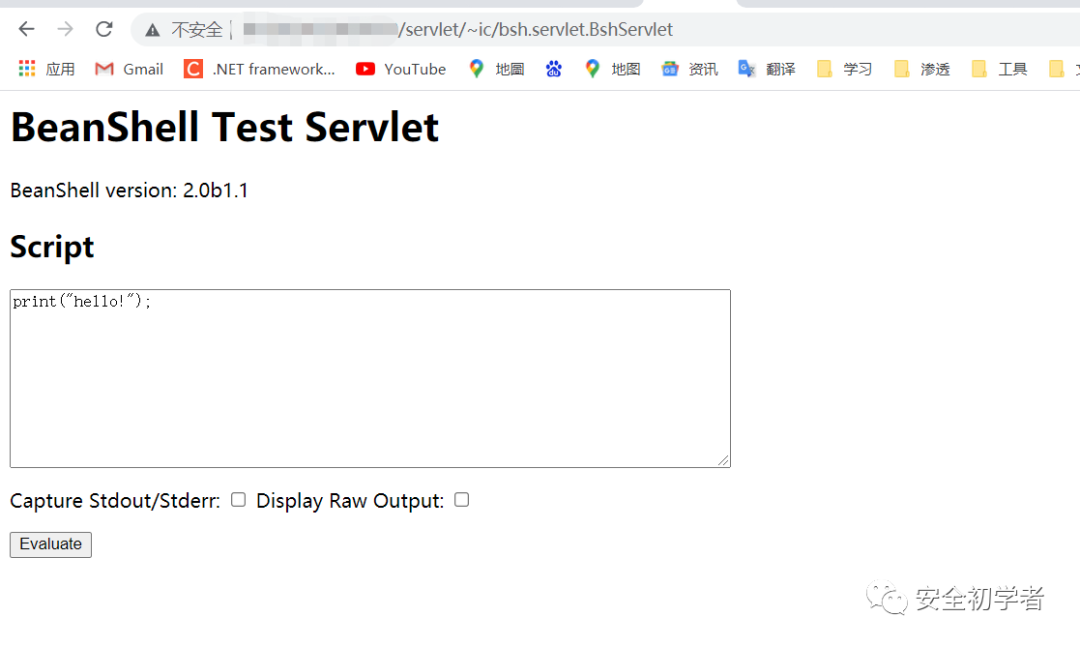 不安全 | /servlet/~ic/bsh.servlet.BshServlet
应用 Gmail C .NET framework... YouTube 地圖 du 地图 资讯 翻译 学习 渗透 工具
BeanShell Test Servlet
BeanShell version: 2.0b1.1
Script
print("hello!");
Capture Stdout/Stderr: Display Raw Output:
Evaluate
安全初学者